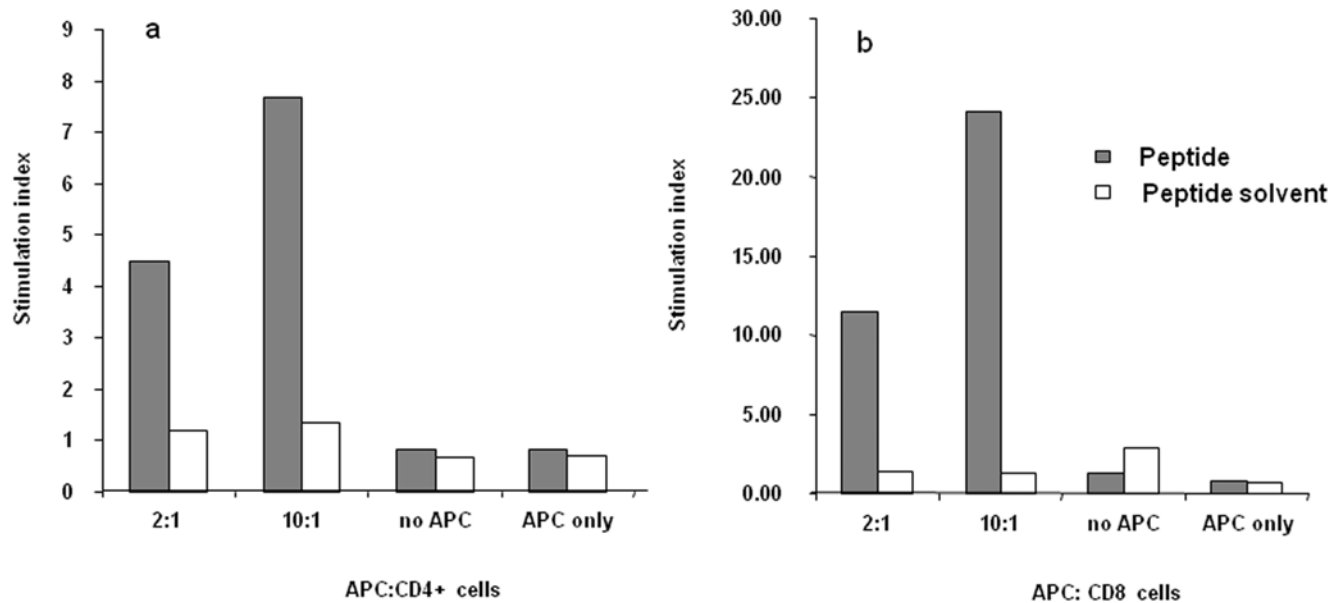 a
9
8
7
6
5
4
3
2
1
0
Stimulation index
2:1 10:1 no APC APC only
APC:CD4+ cells
b
30.00
25.00
20.00
15.00
10.00
5.00
0.00
Stimulation index
Peptide
Peptide solvent
2:1 10:1 no APC APC only
APC: CD8 cells